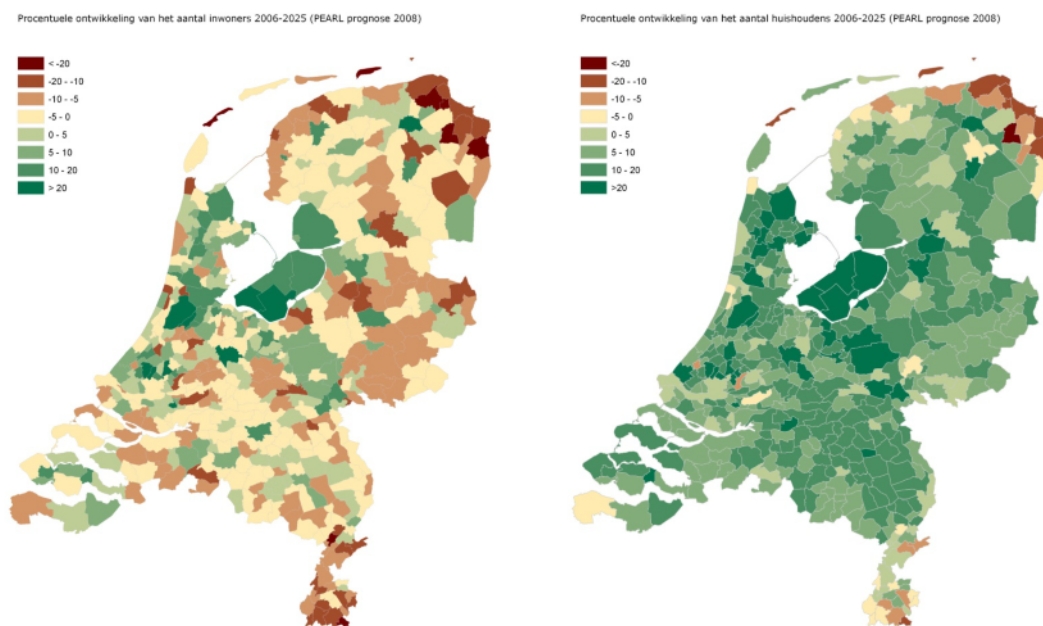 Procentuele ontwikkeling van het aantal inwoners 2006-2025 (PEARL prognose 2008)
< -20
-20 - -10
-10 - -5
-5 - 0
0 - 5
5 - 10
10 - 20
> 20
Procentuele ontwikkeling van het aantal huishoudens 2006-2025 (PEARL prognose 2008)
<-20
-20 - -10
-10 - -5
-5 - 0
0 - 5
5 - 10
10 - 20
>20